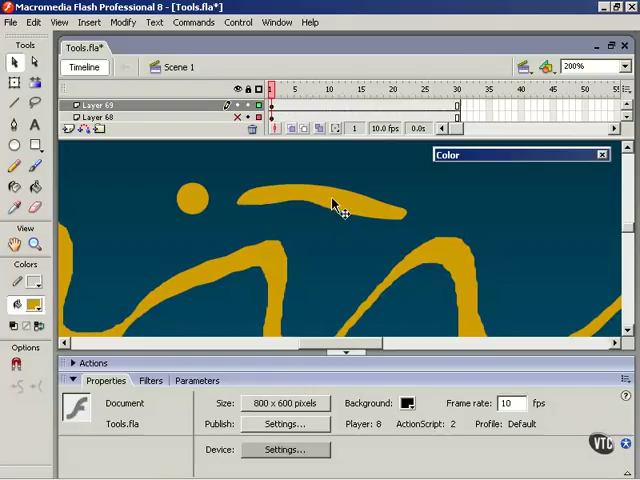 Macromedia Flash Professional 8 - [Tools.fla*]
File Edit View Insert Modify Text Commands Control Window Help
Tools
Tools.fla*
Timeline Scene 1 200%
1 5 10 15 20 25 30 35 40 45 50 55
Layer 69
Layer 68
1 10.0 fps 0.0s
Color
View
Colors
Options
Actions
Properties Filters Parameters
Document
Tools.fla
Size: 800 x 600 pixels Background: Frame rate: 10 fps
Publish: Settings... Player: 8 ActionScript: 2 Profile: Default
Device: Settings...
VTC